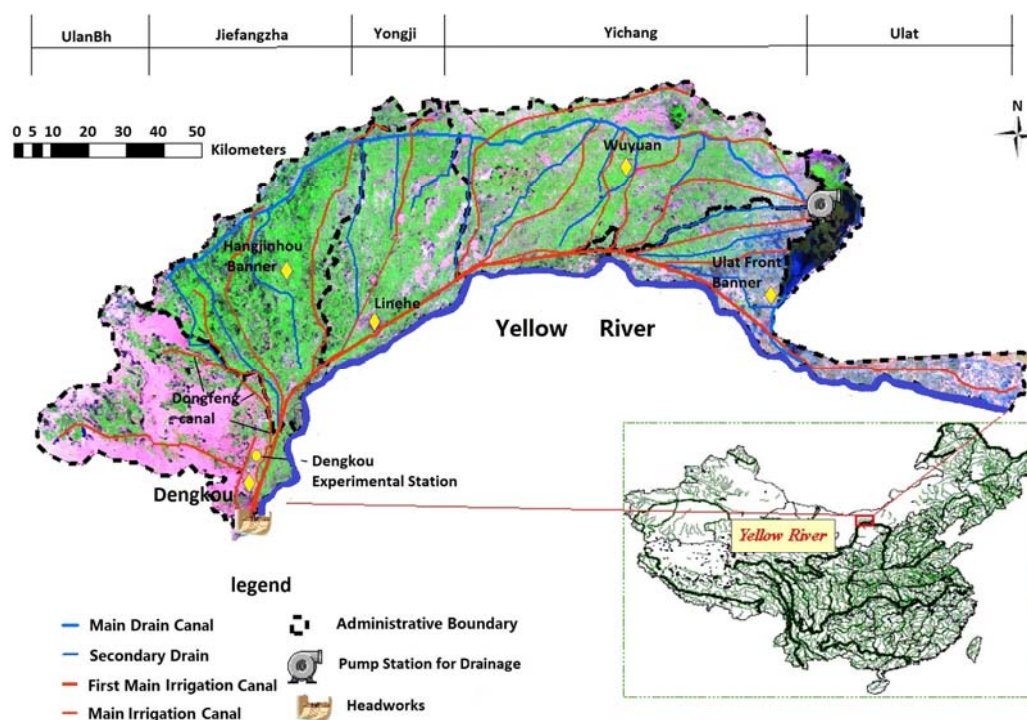 UlanBh
Jiefangzha
Yongji
Yichang
Ulat
N
0 5 10 20 30 40 50
Kilometers
Wuyuan
Hangjinhou
Banner
Ulat Front
Banner
Linehe
Yellow River
Dongfeng
canal
Dengkou
Experimental Station
Dengkou
Yellow River
legend
Main Drain Canal
Secondary Drain
First Main Irrigation Canal
Main Irrigation Canal
Administrative Boundary
Pump Station for Drainage
Headworks